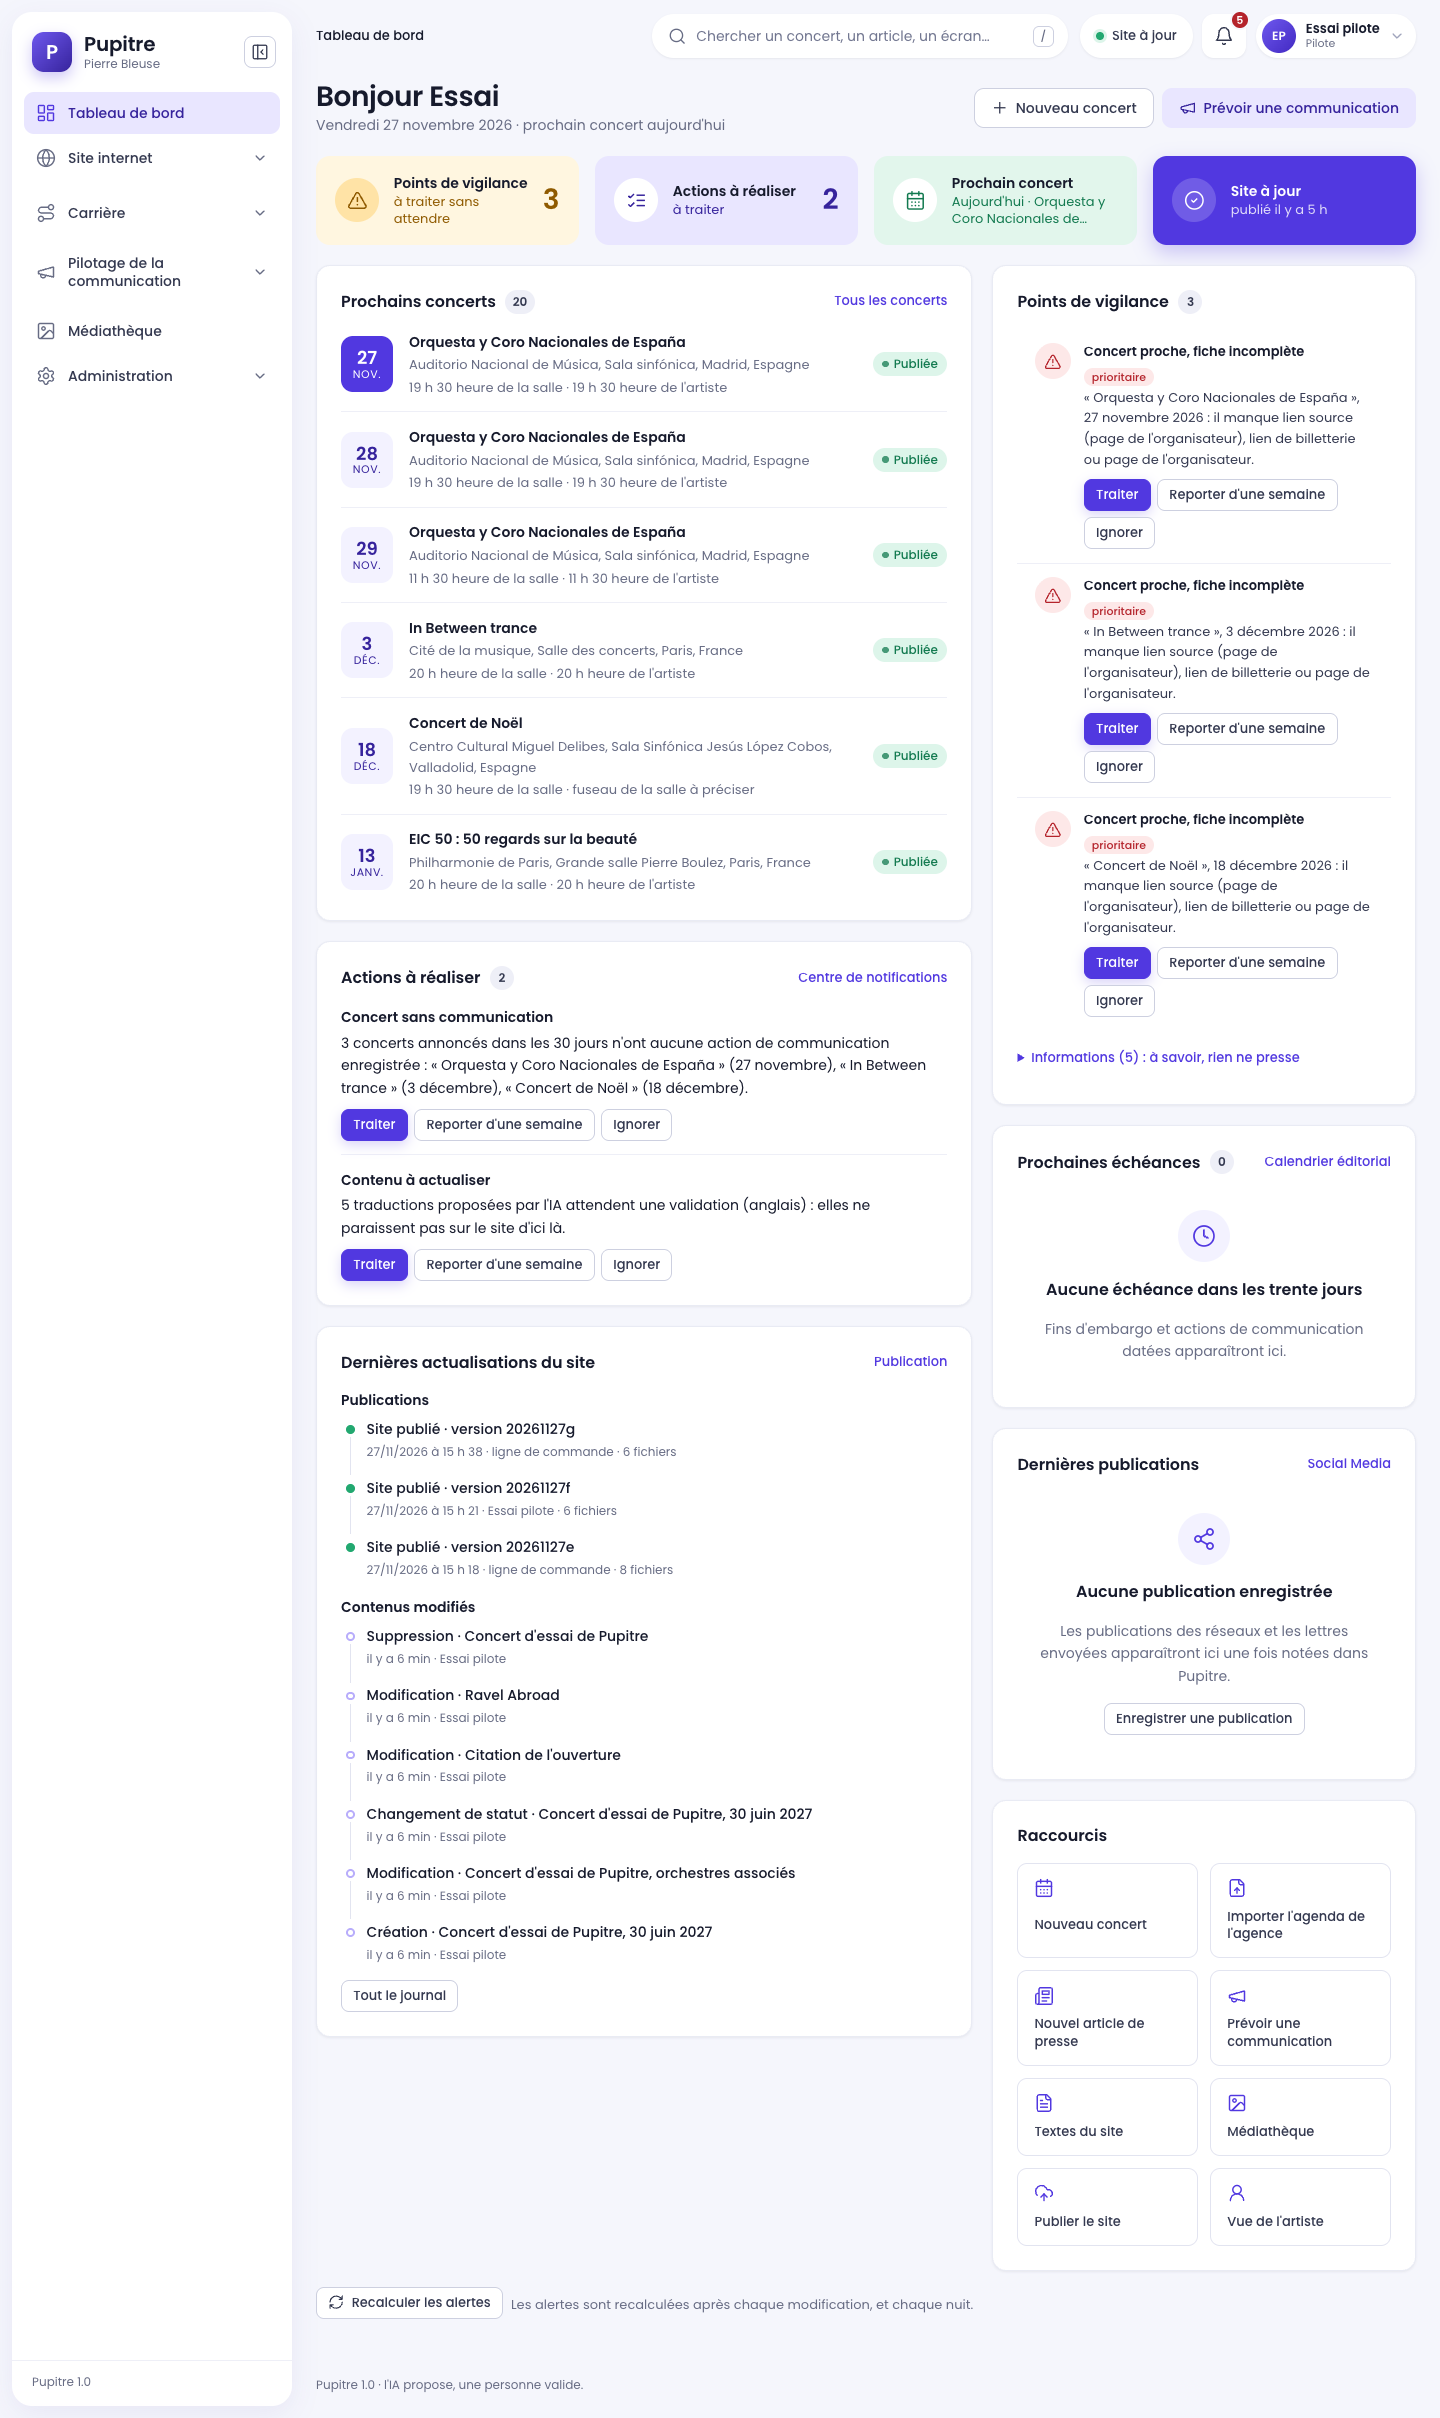 P
Pupitre
Pierre Bleuse
Tableau de bord
Site internet
Carrière
Pilotage de la
communication
Médiathèque
Administration
Pupitre 1.0
Tableau de bord
Chercher un concert, un article, un écran…
/
Site à jour
5
EP
Essai pilote
Pilote
Bonjour Essai
Vendredi 27 novembre 2026 · prochain concert aujourd'hui
Nouveau concert
Prévoir une communication
Points de vigilance
à traiter sans
attendre
3
Actions à réaliser
à traiter
2
Prochain concert
Aujourd'hui · Orquesta y
Coro Nacionales de…
Site à jour
publié il y a 5 h
Prochains concerts 20
Tous les concerts
27
NOV.
Orquesta y Coro Nacionales de España
Auditorio Nacional de Música, Sala sinfónica, Madrid, Espagne
19 h 30 heure de la salle · 19 h 30 heure de l'artiste
Publiée
28
NOV.
Orquesta y Coro Nacionales de España
Auditorio Nacional de Música, Sala sinfónica, Madrid, Espagne
19 h 30 heure de la salle · 19 h 30 heure de l'artiste
Publiée
29
NOV.
Orquesta y Coro Nacionales de España
Auditorio Nacional de Música, Sala sinfónica, Madrid, Espagne
11 h 30 heure de la salle · 11 h 30 heure de l'artiste
Publiée
3
DÉC.
In Between trance
Cité de la musique, Salle des concerts, Paris, France
20 h heure de la salle · 20 h heure de l'artiste
Publiée
18
DÉC.
Concert de Noël
Centro Cultural Miguel Delibes, Sala Sinfónica Jesús López Cobos,
Valladolid, Espagne
19 h 30 heure de la salle · fuseau de la salle à préciser
Publiée
13
JANV.
EIC 50 : 50 regards sur la beauté
Philharmonie de Paris, Grande salle Pierre Boulez, Paris, France
20 h heure de la salle · 20 h heure de l'artiste
Publiée
Actions à réaliser 2
Centre de notifications
Concert sans communication
3 concerts annoncés dans les 30 jours n'ont aucune action de communication
enregistrée : « Orquesta y Coro Nacionales de España » (27 novembre), « In Between
trance » (3 décembre), « Concert de Noël » (18 décembre).
Traiter
Reporter d'une semaine
Ignorer
Contenu à actualiser
5 traductions proposées par l'IA attendent une validation (anglais) : elles ne
paraissent pas sur le site d'ici là.
Traiter
Reporter d'une semaine
Ignorer
Dernières actualisations du site
Publication
Publications
Site publié · version 20261127g
27/11/2026 à 15 h 38 · ligne de commande · 6 fichiers
Site publié · version 20261127f
27/11/2026 à 15 h 21 · Essai pilote · 6 fichiers
Site publié · version 20261127e
27/11/2026 à 15 h 18 · ligne de commande · 8 fichiers
Contenus modifiés
Suppression · Concert d'essai de Pupitre
il y a 6 min · Essai pilote
Modification · Ravel Abroad
il y a 6 min · Essai pilote
Modification · Citation de l'ouverture
il y a 6 min · Essai pilote
Changement de statut · Concert d'essai de Pupitre, 30 juin 2027
il y a 6 min · Essai pilote
Modification · Concert d'essai de Pupitre, orchestres associés
il y a 6 min · Essai pilote
Création · Concert d'essai de Pupitre, 30 juin 2027
il y a 6 min · Essai pilote
Tout le journal
Points de vigilance 3
Concert proche, fiche incomplète
prioritaire
« Orquesta y Coro Nacionales de España »,
27 novembre 2026 : il manque lien source
(page de l'organisateur), lien de billetterie
ou page de l'organisateur.
Traiter
Reporter d'une semaine
Ignorer
Concert proche, fiche incomplète
prioritaire
« In Between trance », 3 décembre 2026 : il
manque lien source (page de
l'organisateur), lien de billetterie ou page de
l'organisateur.
Traiter
Reporter d'une semaine
Ignorer
Concert proche, fiche incomplète
prioritaire
« Concert de Noël », 18 décembre 2026 : il
manque lien source (page de
l'organisateur), lien de billetterie ou page de
l'organisateur.
Traiter
Reporter d'une semaine
Ignorer
Informations (5) : à savoir, rien ne presse
Prochaines échéances 0
Calendrier éditorial
Aucune échéance dans les trente jours
Fins d'embargo et actions de communication
datées apparaîtront ici.
Dernières publications
Social Media
Aucune publication enregistrée
Les publications des réseaux et les lettres
envoyées apparaîtront ici une fois notées dans
Pupitre.
Enregistrer une publication
Raccourcis
Nouveau concert
Importer l'agenda de
l'agence
Nouvel article de
presse
Prévoir une
communication
Textes du site
Médiathèque
Publier le site
Vue de l'artiste
Recalculer les alertes
Les alertes sont recalculées après chaque modification, et chaque nuit.
Pupitre 1.0 · l'IA propose, une personne valide.